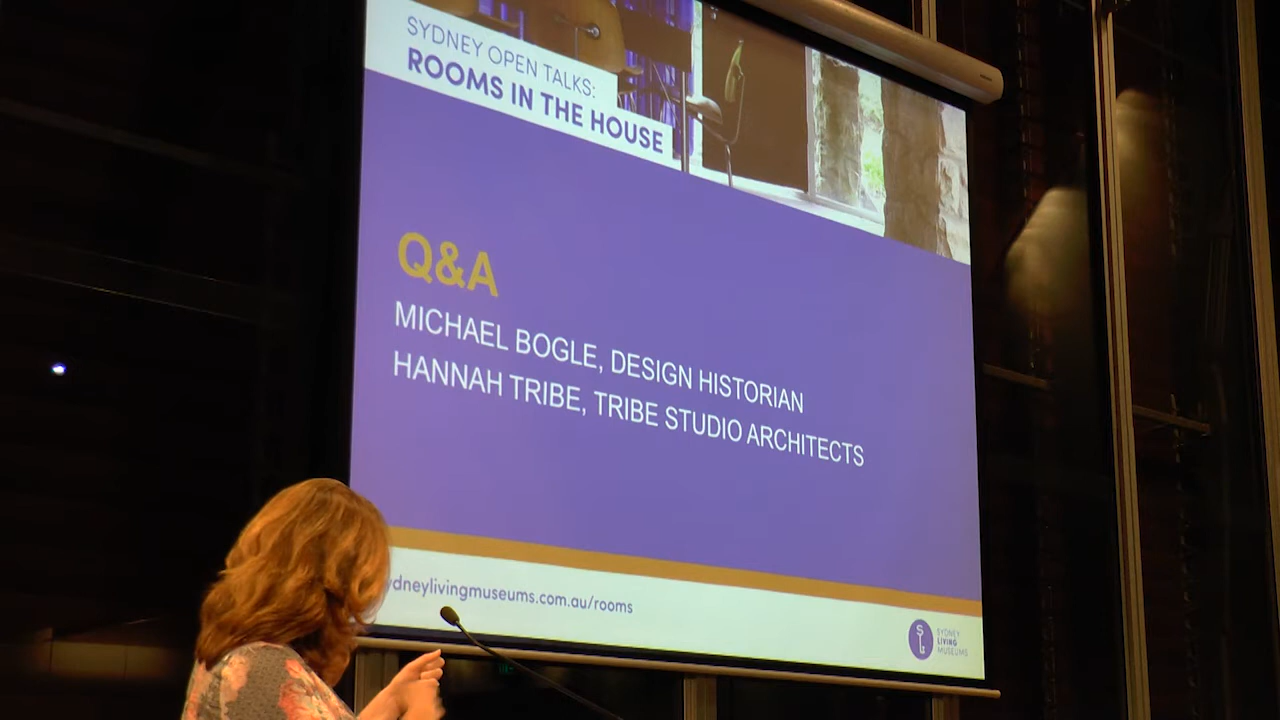 SYDNEY OPEN TALKS:
ROOMS IN THE HOUSE
Q&A
MICHAEL BOGLE, DESIGN HISTORIAN
HANNAH TRIBE, TRIBE STUDIO ARCHITECTS
ydneylivingmuseums.com.au/rooms
SL
SYDNEY
LIVING
MUSEUMS